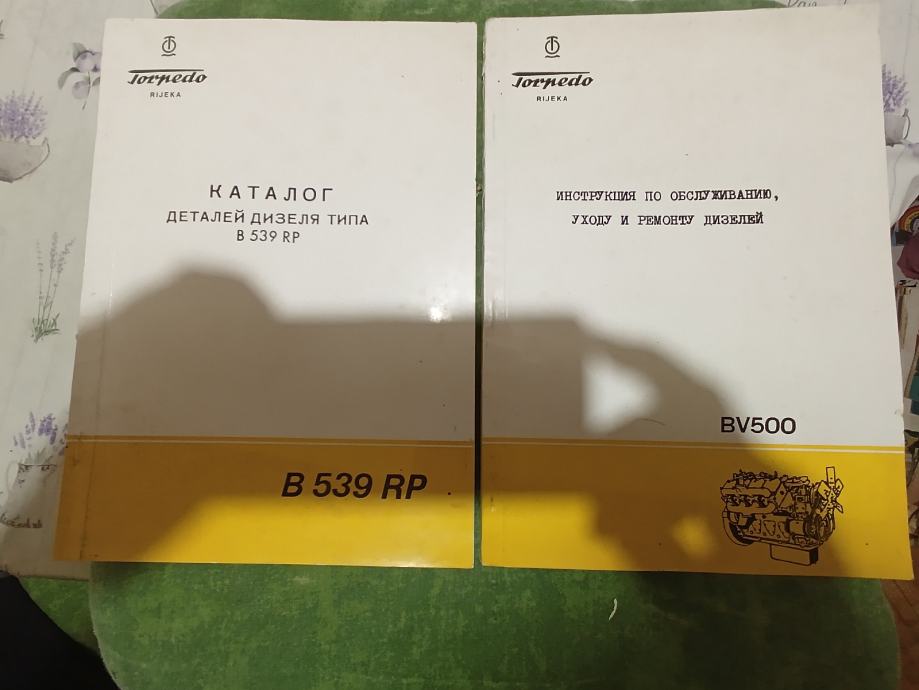 Torpedo
RIJEKA
КАТАЛОГ
ДЕТАЛЕЙ ДИЗЕЛЯ ТИПА
В 539 RP
B 539 RP
Torpedo
RIJEKA
ИНСТРУКЦИЯ ПО ОБСЛУЖИВАНИЮ,
УХОДУ И РЕМОНТУ ДИЗЕЛЕЙ
BV500